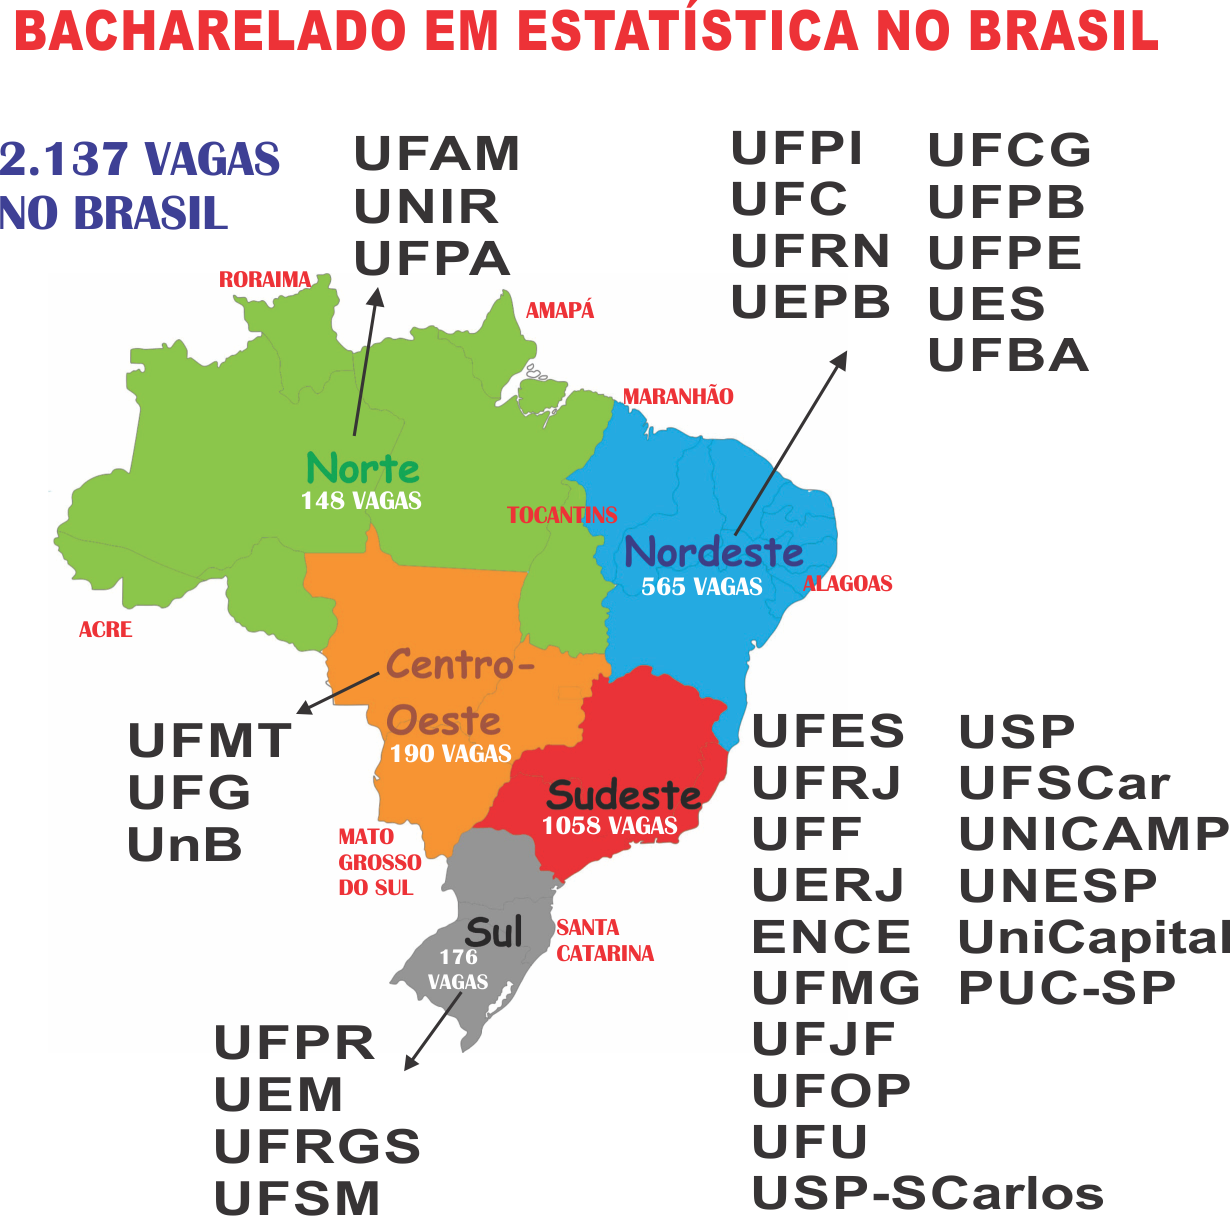 BACHARELADO EM ESTATÍSTICA NO BRASIL
2.137 VAGAS
NO BRASIL
UFAM
UNIR
UFPA
UFPI
UFC
UFRN
UEPB
UFCG
UFPB
UFPE
UES
UFBA
RORAIMA
AMAPÁ
MARANHÃO
Norte
148 VAGAS
TOCANTINS
Nordeste
565 VAGAS
ALAGOAS
ACRE
Centro-
Oeste
190 VAGAS
UFMT
UFG
UnB
Sudeste
1058 VAGAS
MATO
GROSSO
DO SUL
Sul
176
VAGAS
SANTA
CATARINA
UFPR
UEM
UFRGS
UFSM
UFES
UFRJ
UFF
UERJ
ENCE
UFMG
UFJF
UFOP
UFU
USP-SCarlos
USP
UFSCar
UNICAMP
UNESP
UniCapital
PUC-SP